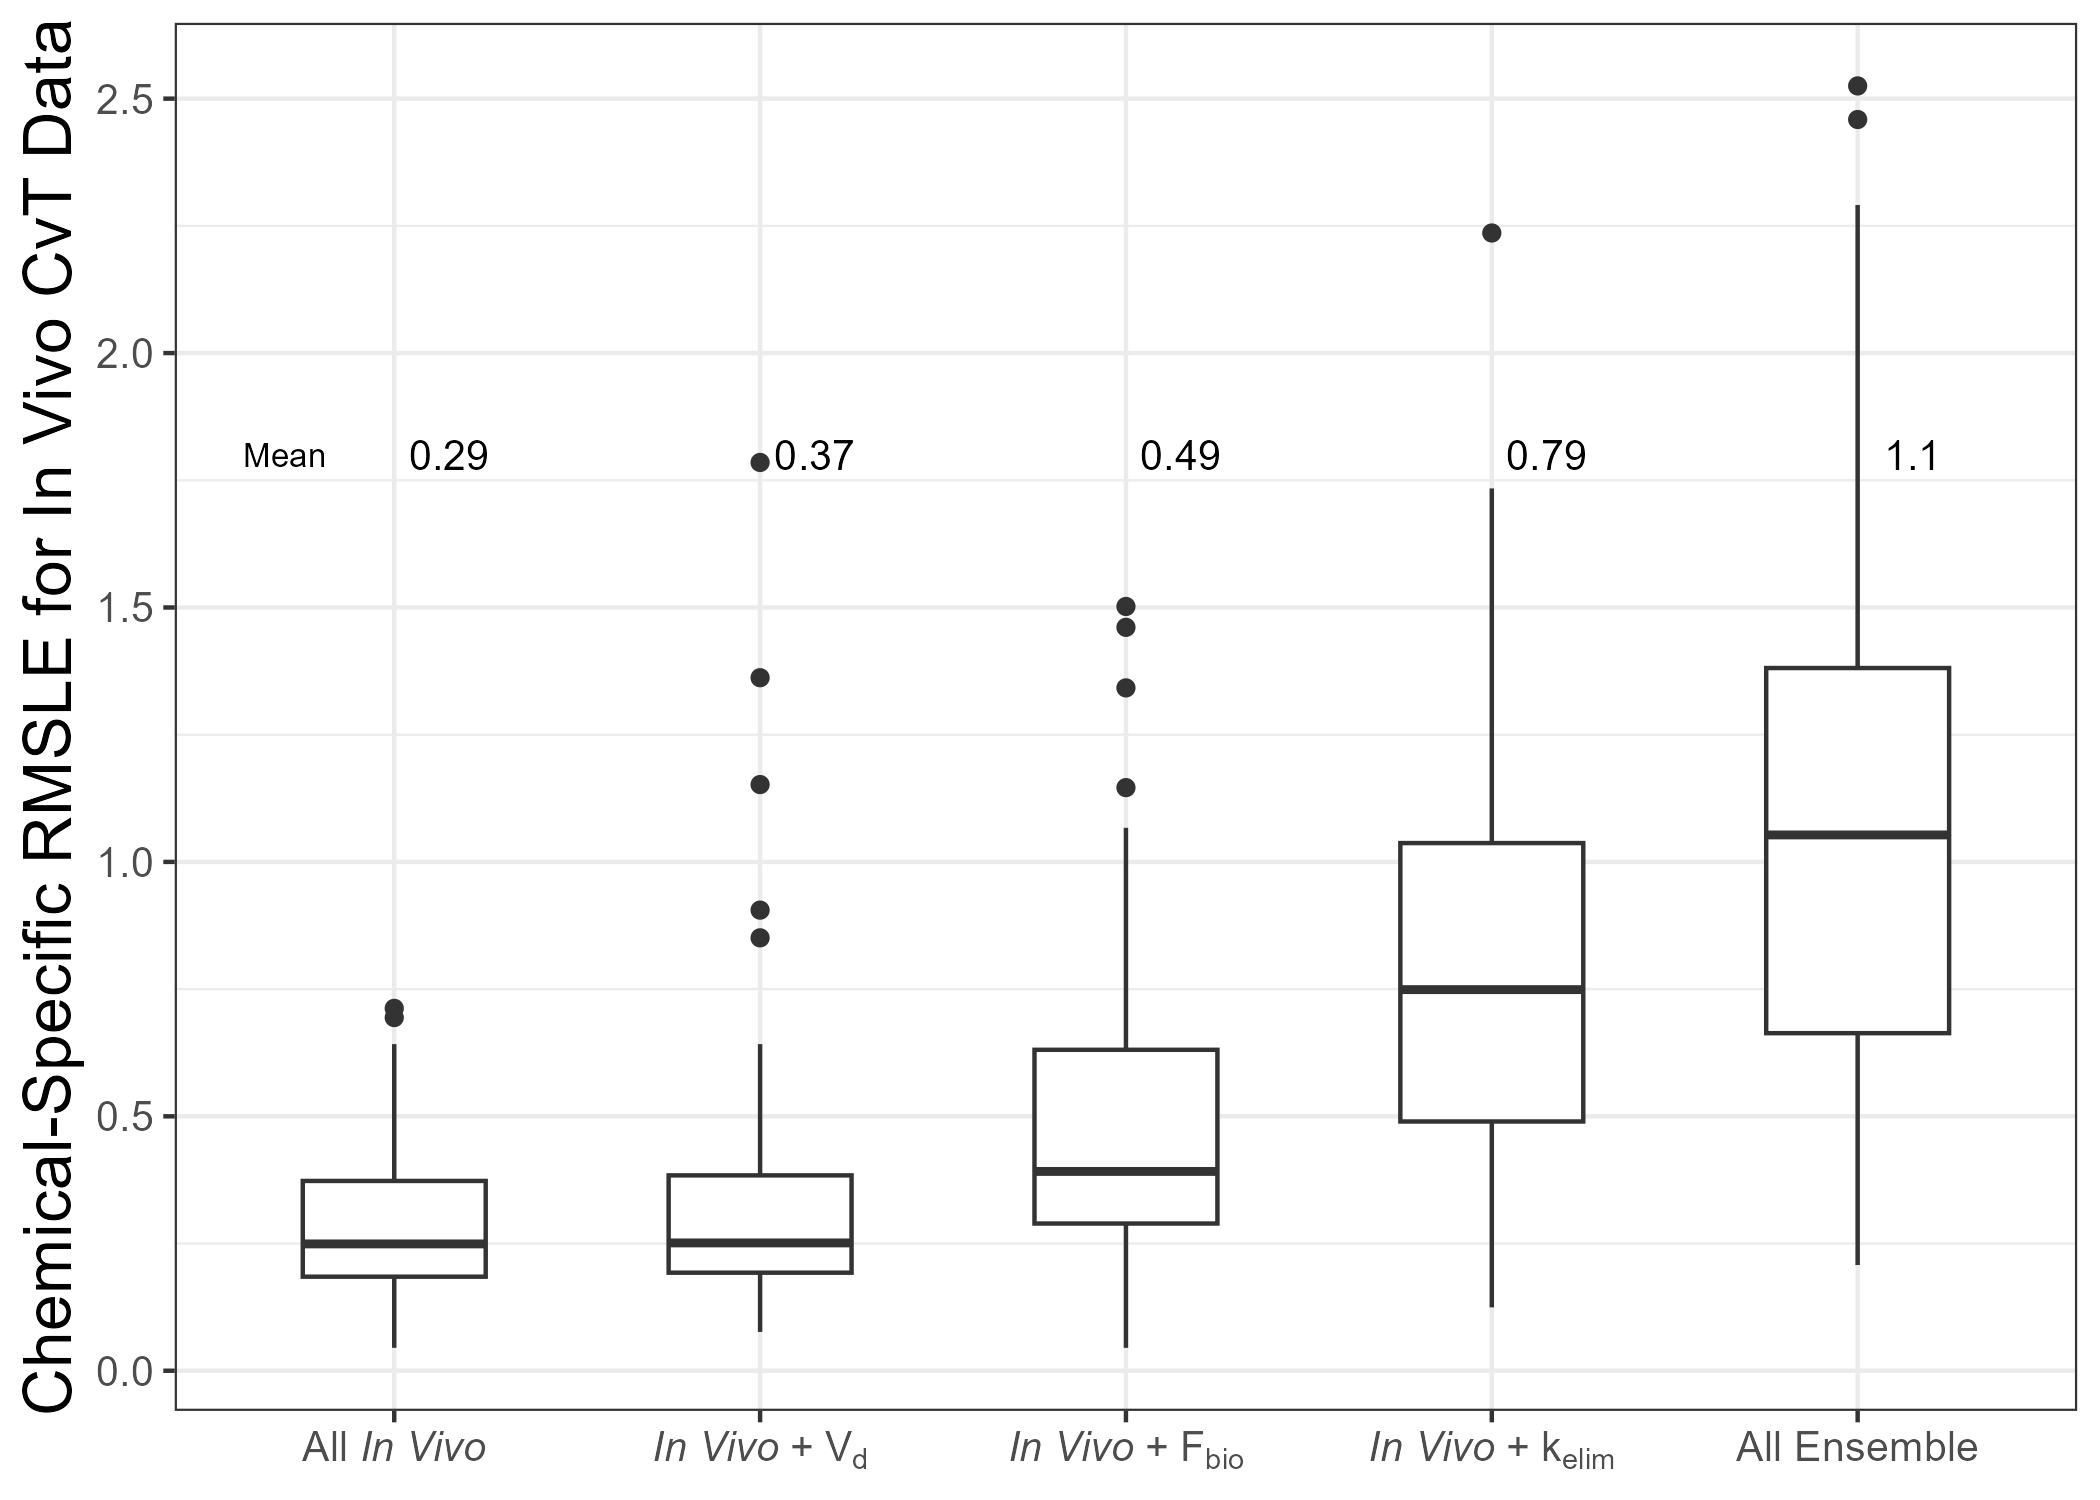 Chemical-Specific RMSLE for In Vivo CvT Data
2.5
2.0
1.5
1.0
0.5
0.0
Mean 0.29 0.37 0.49 0.79 1.1
All In Vivo In Vivo + Vd In Vivo + Fbio In Vivo + kelim All Ensemble